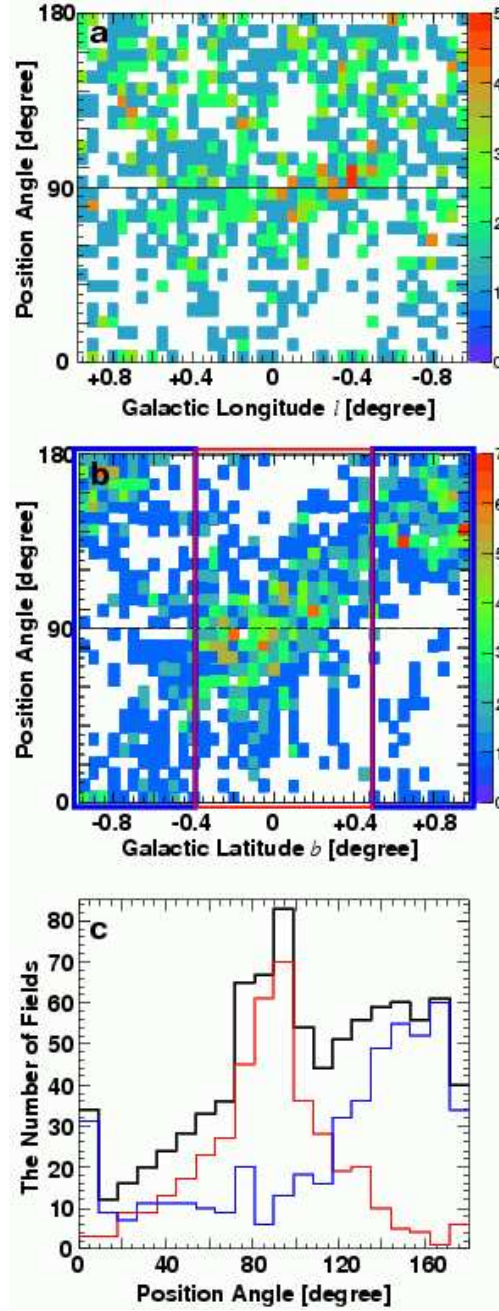 a
180
90
0
Position Angle [degree]
+0.8 +0.4 0 -0.4 -0.8
Galactic Longitude l [degree]
5
4
3
2
1
0
b
180
90
0
Position Angle [degree]
-0.8 -0.4 0 +0.4 +0.8
Galactic Latitude b [degree]
7
6
5
4
3
2
1
0
c
80
70
60
50
40
30
20
10
0
The Number of Fields
0 40 80 120 160
Position Angle [degree]